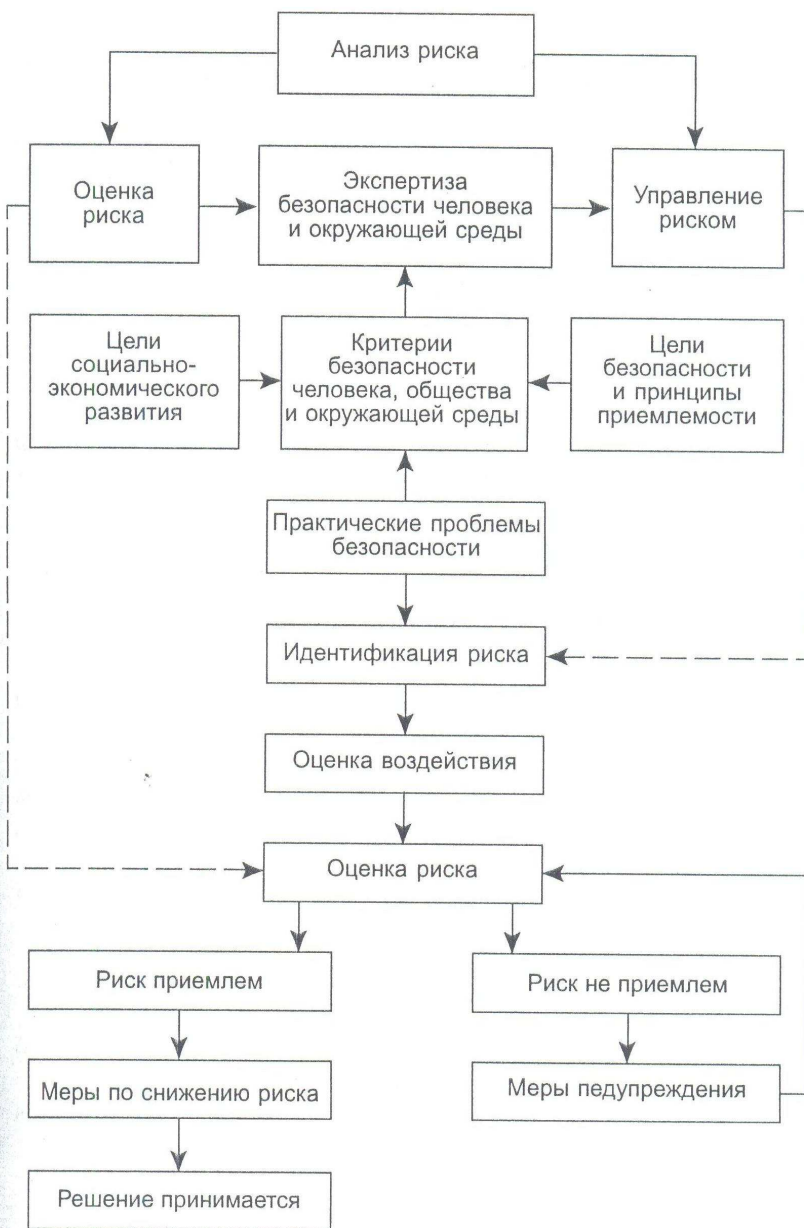 Анализ риска
Оценка
риска
Экспертиза
безопасности человека
и окружающей среды
Управление
риском
Цели
социально-
экономического
развития
Критерии
безопасности
человека, общества
и окружающей среды
Цели
безопасности
и принципы
приемлемости
Практические проблемы
безопасности
Идентификация риска
Оценка воздействия
Оценка риска
Риск приемлем
Риск не приемлем
Меры по снижению риска
Меры педупреждения
Решение принимается